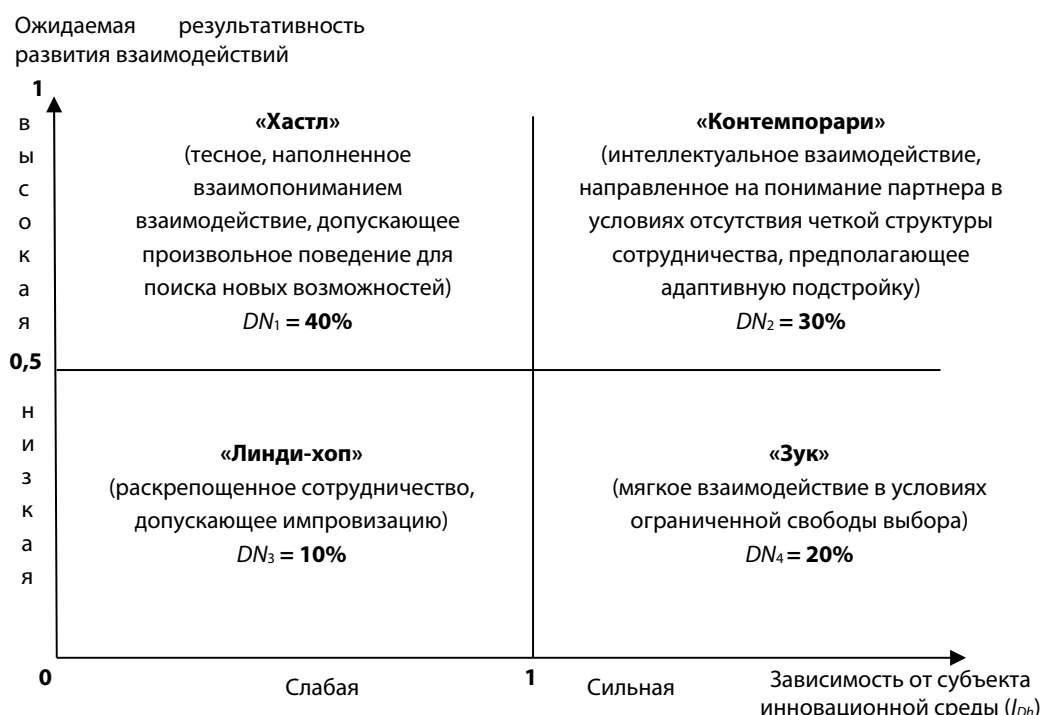 Ожидаемая результативность
развития взаимодействий
1
высокая
«Хастл»
(тесное, наполненное
взаимопониманием
взаимодействие, допускающее
произвольное поведение для
поиска новых возможностей)
DN₁ = 40%
«Контемпорари»
(интеллектуальное взаимодействие,
направленное на понимание партнера в
условиях отсутствия четкой структуры
сотрудничества, предполагающее
адаптивную подстройку)
DN₂ = 30%
0,5
низкая
«Линди-хоп»
(раскрепощенное сотрудничество,
допускающее импровизацию)
DN₃ = 10%
«Зук»
(мягкое взаимодействие в условиях
ограниченной свободы выбора)
DN₄ = 20%
0
Слабая
1
Сильная
Зависимость от субъекта
инновационной среды (I_Dh)